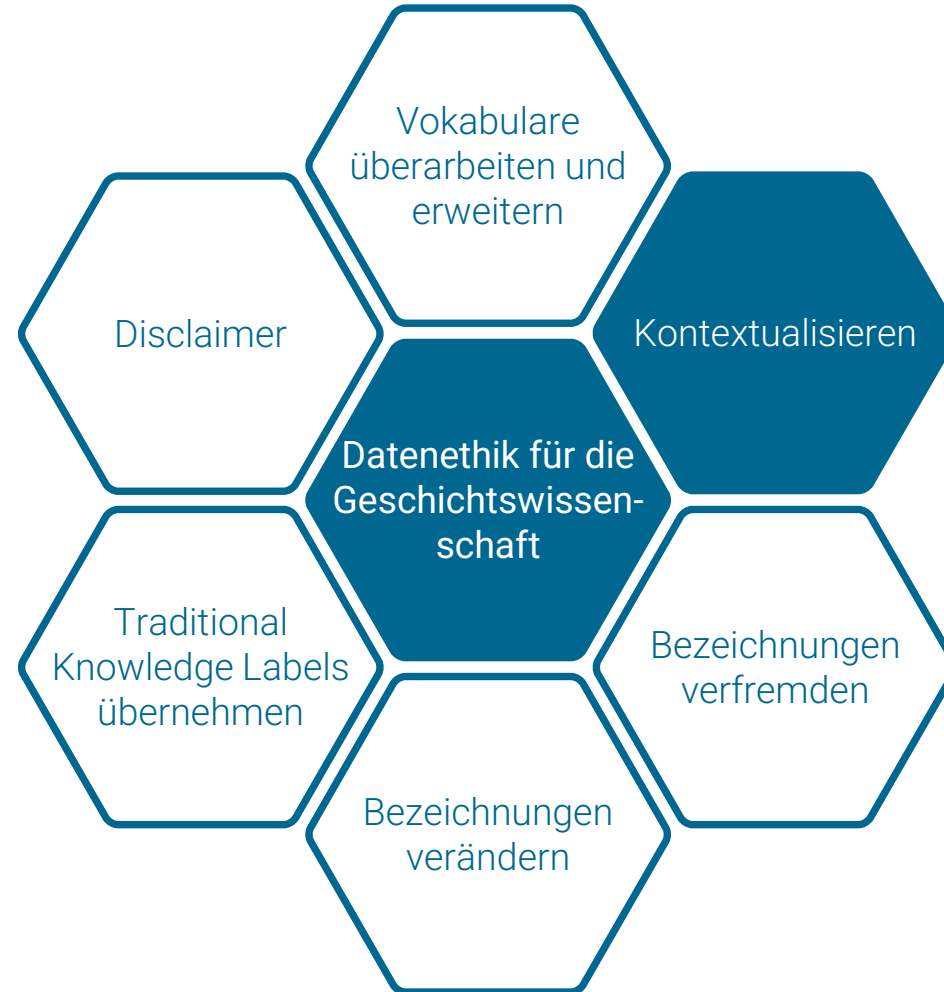 Vokabulare
überarbeiten und
erweitern
Disclaimer
Kontextualisieren
Datenethik für die
Geschichtswissen-
schaft
Traditional
Knowledge Labels
übernehmen
Bezeichnungen
verfremden
Bezeichnungen
verändern